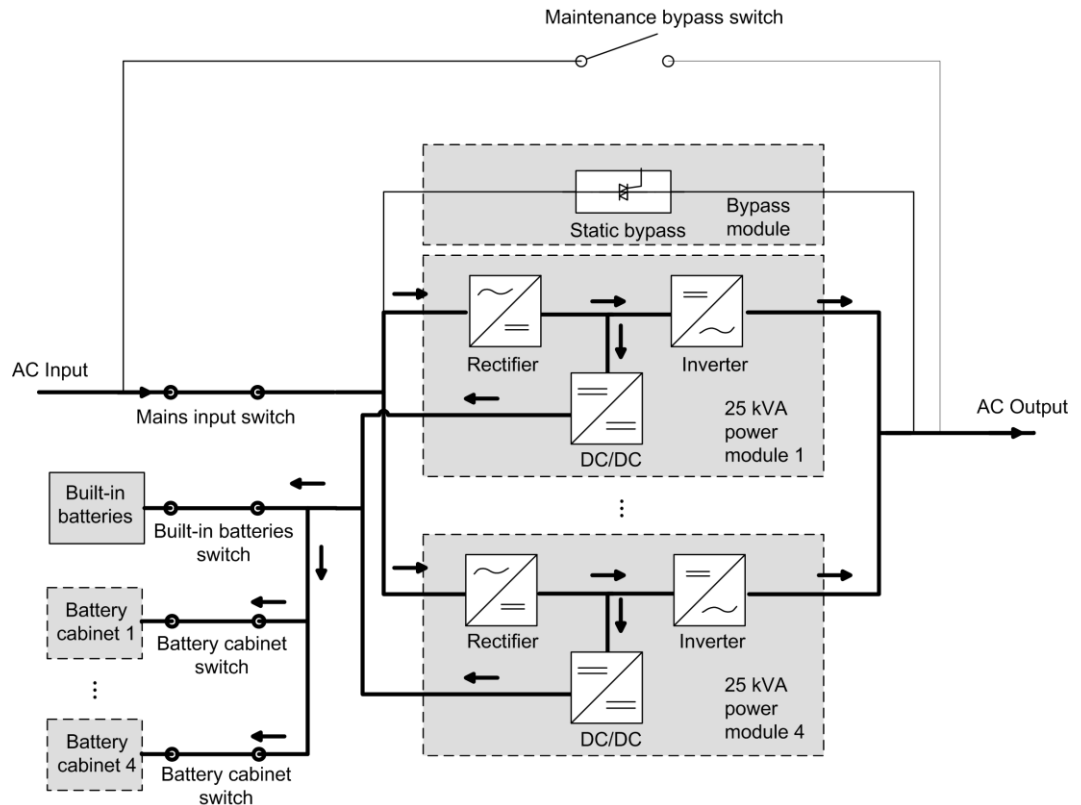 Maintenance bypass switch
Static bypass
Bypass
module
Rectifier
Inverter
DC/DC
25 kVA
power
module 1
AC Input
Mains input switch
AC Output
Built-in
batteries
Built-in batteries
switch
...
Rectifier
Inverter
DC/DC
25 kVA
power
module 4
Battery
cabinet 1
Battery cabinet
switch
...
Battery
cabinet 4
Battery cabinet
switch